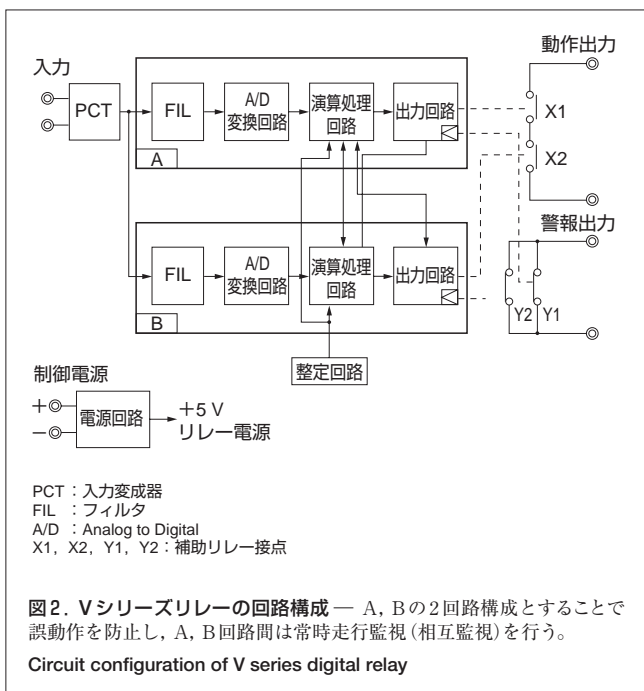 入力
PCT
FIL
A/D
変換回路
演算処理
回路
出力回路
A
動作出力
X1
X2
FIL
A/D
変換回路
演算処理
回路
出力回路
B
警報出力
Y2
Y1
整定回路
制御電源
+
−
電源回路
+5 V
リレー電源
PCT:入力変成器
FIL :フィルタ
A/D :Analog to Digital
X1, X2, Y1, Y2:補助リレー接点
図2.Vシリーズリレーの回路構成 ― A, Bの2回路構成とすることで
誤動作を防止し, A, B回路間は常時走行監視(相互監視)を行う。
Circuit configuration of V series digital relay